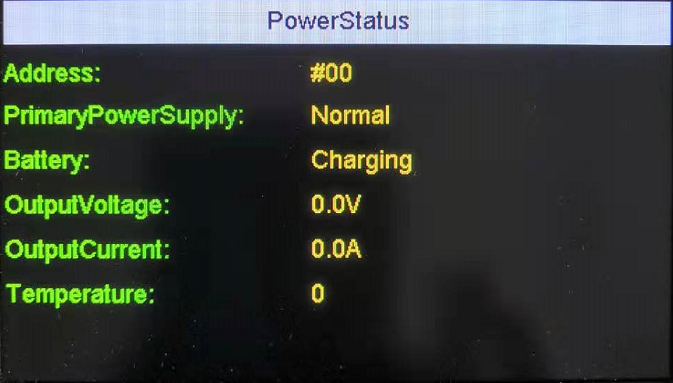 PowerStatus
Address: #00
PrimaryPowerSupply: Normal
Battery: Charging
OutputVoltage: 0.0V
OutputCurrent: 0.0A
Temperature: 0